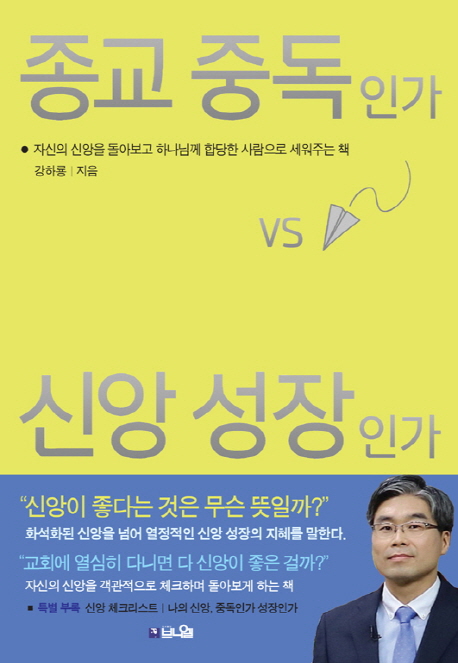 종교 중독인가
● 자신의 신앙을 돌아보고 하나님께 합당한 사람으로 세워주는 책
강하룡 | 지음
VS
신앙 성장인가
“신앙이 좋다는 것은 무슨 뜻일까?”
화석화된 신앙을 넘어 열정적인 신앙 성장의 지혜를 말한다.
“교회에 열심히 다니면 다 신앙이 좋은 걸까?”
자신의 신앙을 객관적으로 체크하며 돌아보게 하는 책
■ 특별 부록 신앙 체크리스트 | 나의 신앙, 중독인가 성장인가
브니엘